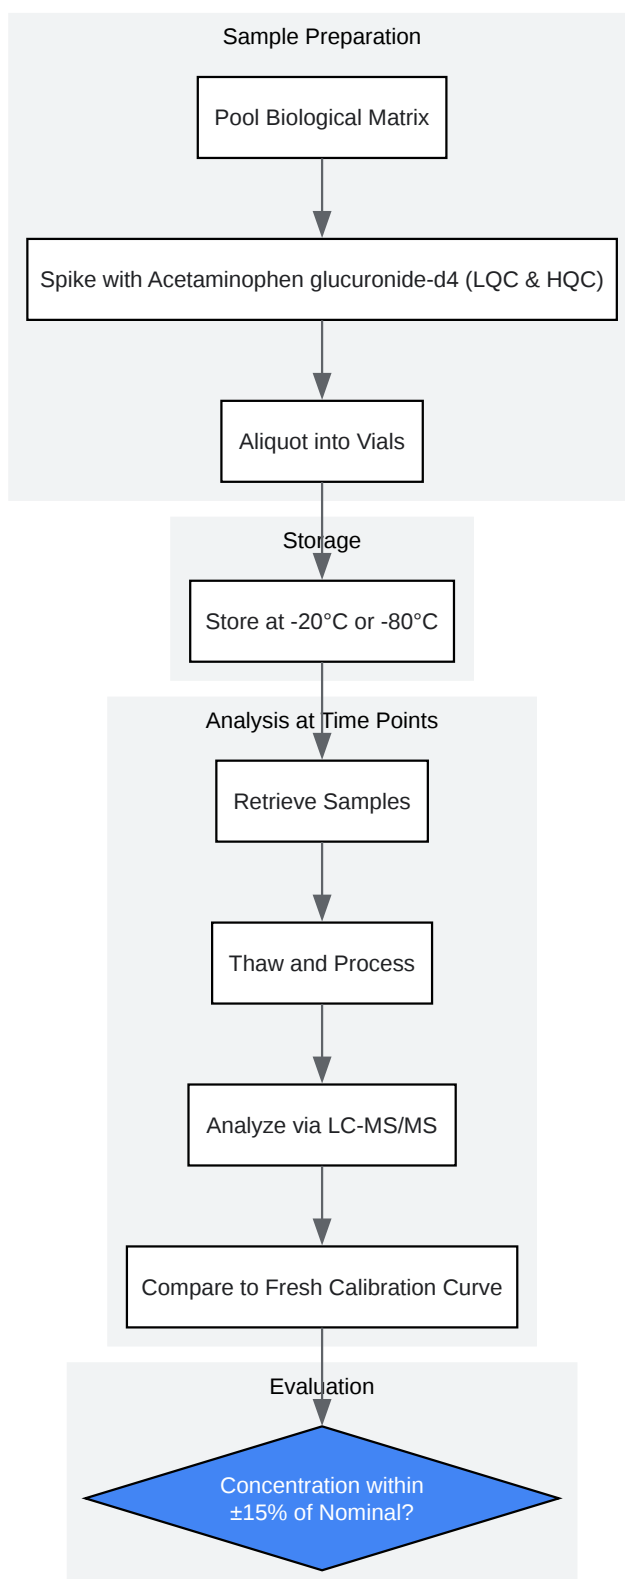 Sample Preparation
Pool Biological Matrix
Spike with Acetaminophen glucuronide-d4 (LQC & HQC)
Aliquot into Vials
Storage
Store at -20°C or -80°C
Analysis at Time Points
Retrieve Samples
Thaw and Process
Analyze via LC-MS/MS
Compare to Fresh Calibration Curve
Evaluation
Concentration within
±15% of Nominal?